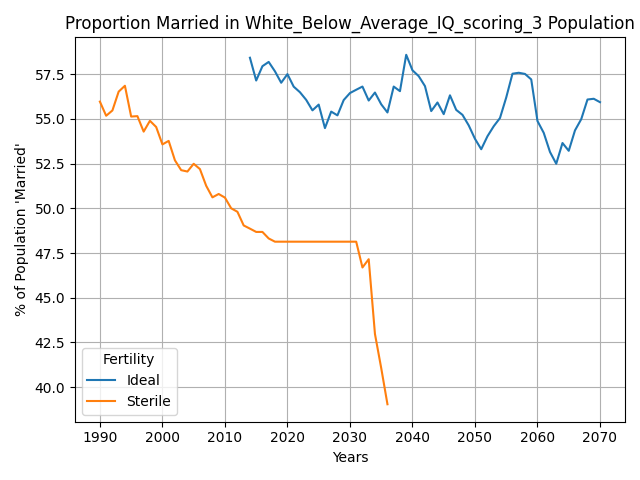 Proportion Married in White_Below_Average_IQ_scoring_3 Population
% of Population 'Married'
57.5
55.0
52.5
50.0
47.5
45.0
42.5
40.0
Fertility
Ideal
Sterile
1990 2000 2010 2020 2030 2040 2050 2060 2070
Years